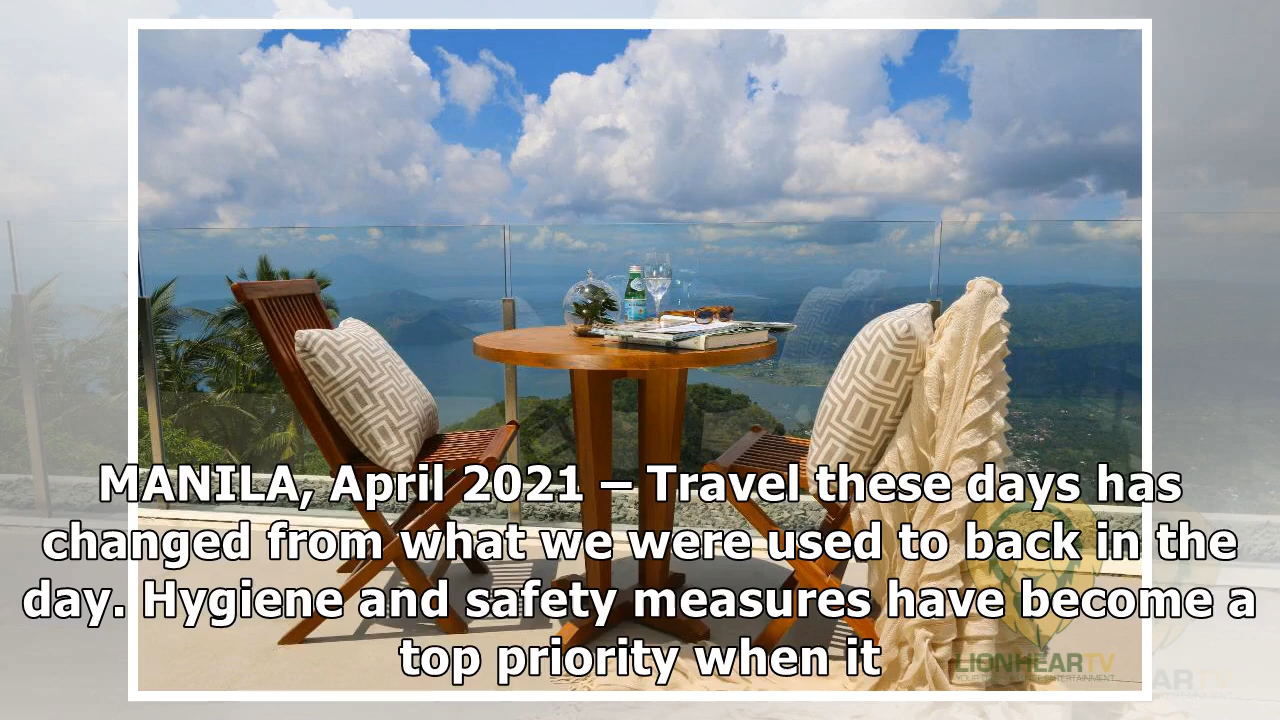 MANILA, April 2021 – Travel these days has
changed from what we were used to back in the
day. Hygiene and safety measures have become a
top priority when it
LIONHEARTV